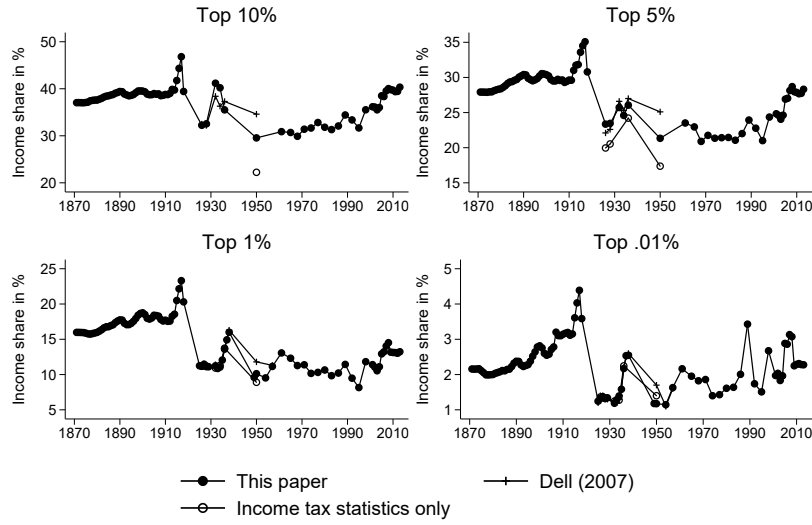 Top 10%
Income share in %
50
40
30
20
1870 1890 1910 1930 1950 1970 1990 2010
Top 5%
Income share in %
35
30
25
20
15
1870 1890 1910 1930 1950 1970 1990 2010
Top 1%
Income share in %
25
20
15
10
5
1870 1890 1910 1930 1950 1970 1990 2010
Top .01%
Income share in %
5
4
3
2
1
1870 1890 1910 1930 1950 1970 1990 2010
This paper
Dell (2007)
Income tax statistics only